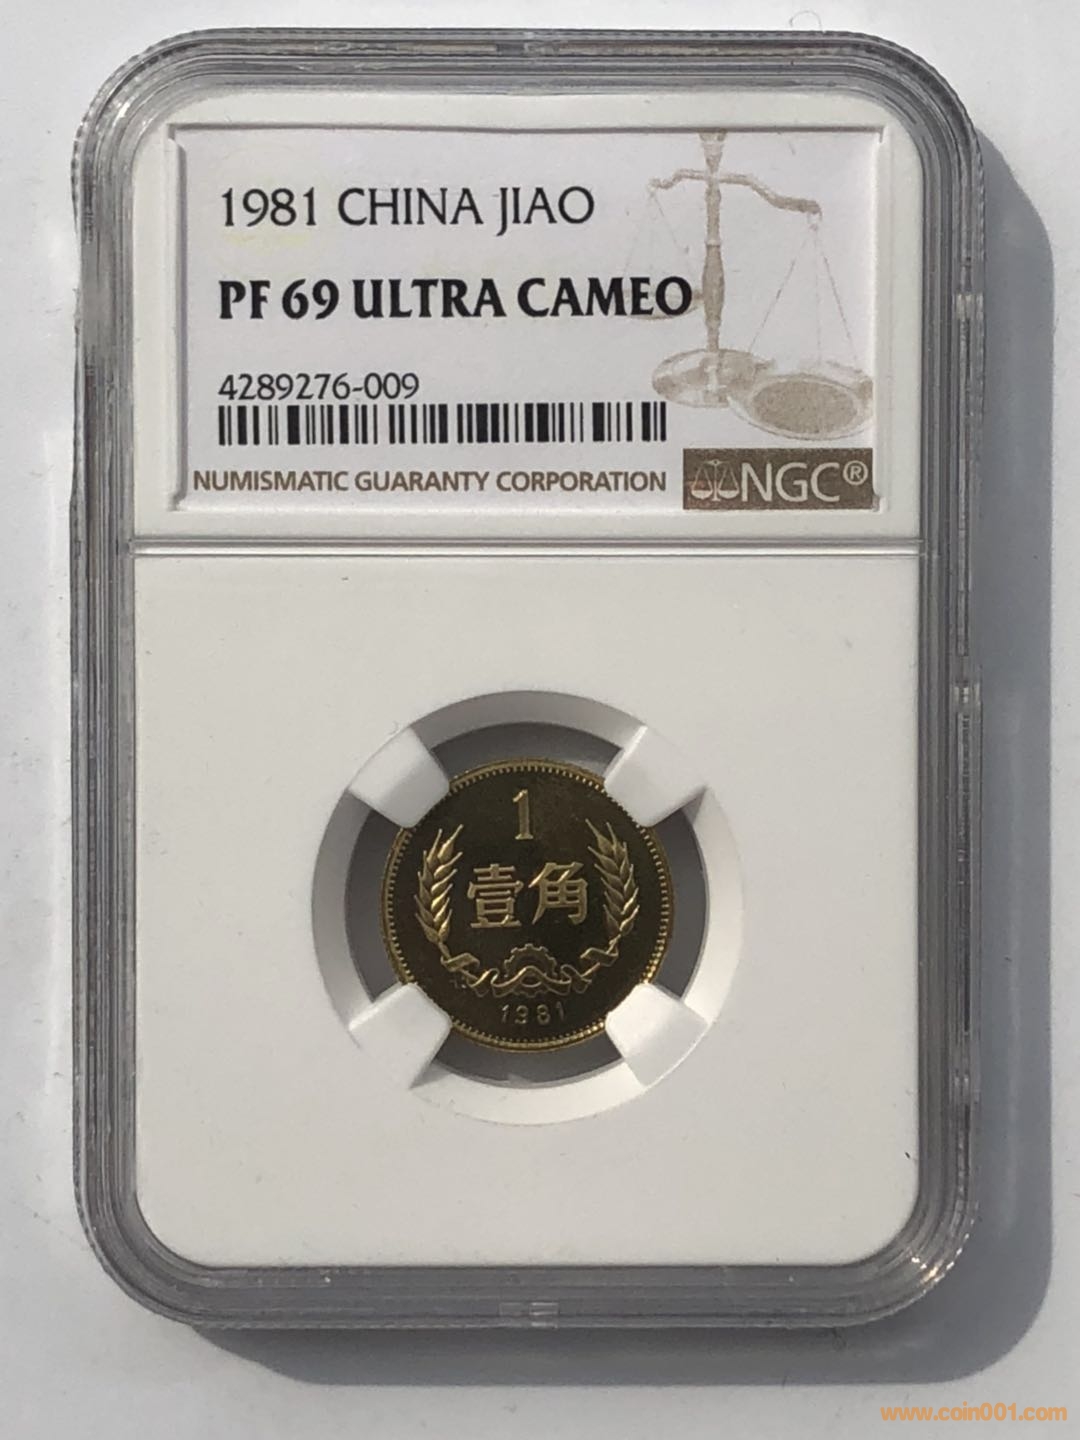 1981 CHINA JIAO
PF 69 ULTRA CAMEO
4289276-009
NUMISMATIC GUARANTY CORPORATION
NGC®
1
壹角
1981
www.coin001.com